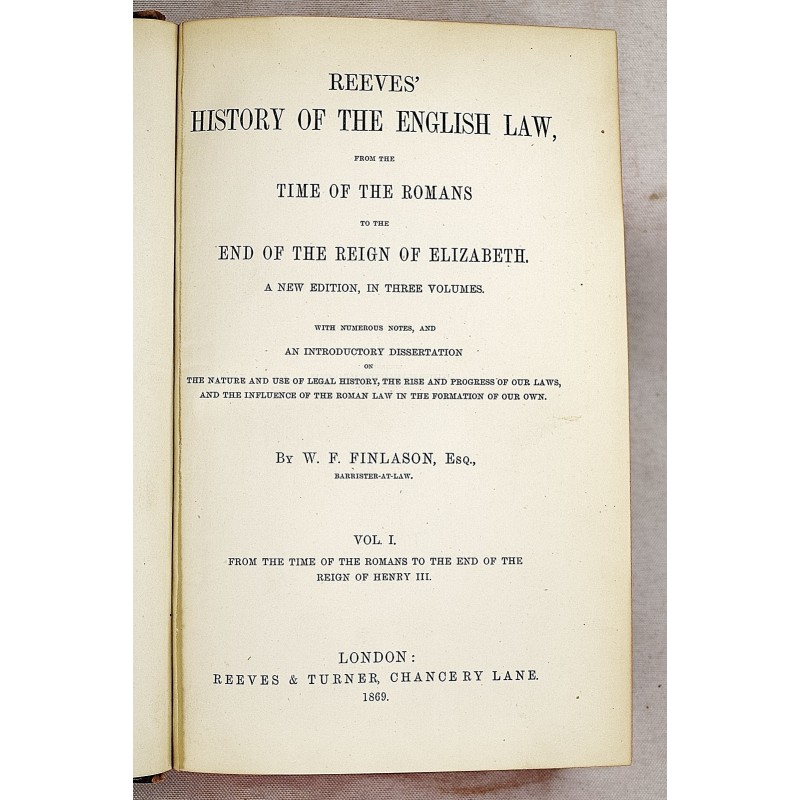 REEVES'
HISTORY OF THE ENGLISH LAW,
FROM THE
TIME OF THE ROMANS
TO THE
END OF THE REIGN OF ELIZABETH.
A NEW EDITION, IN THREE VOLUMES.
WITH NUMEROUS NOTES, AND
AN INTRODUCTORY DISSERTATION
ON
THE NATURE AND USE OF LEGAL HISTORY, THE RISE AND PROGRESS OF OUR LAWS,
AND THE INFLUENCE OF THE ROMAN LAW IN THE FORMATION OF OUR OWN.
BY W. F. FINLASON, ESQ.,
BARRISTER-AT-LAW.
VOL. I.
FROM THE TIME OF THE ROMANS TO THE END OF THE
REIGN OF HENRY III.
LONDON:
REEVES & TURNER, CHANCERY LANE.
1869.